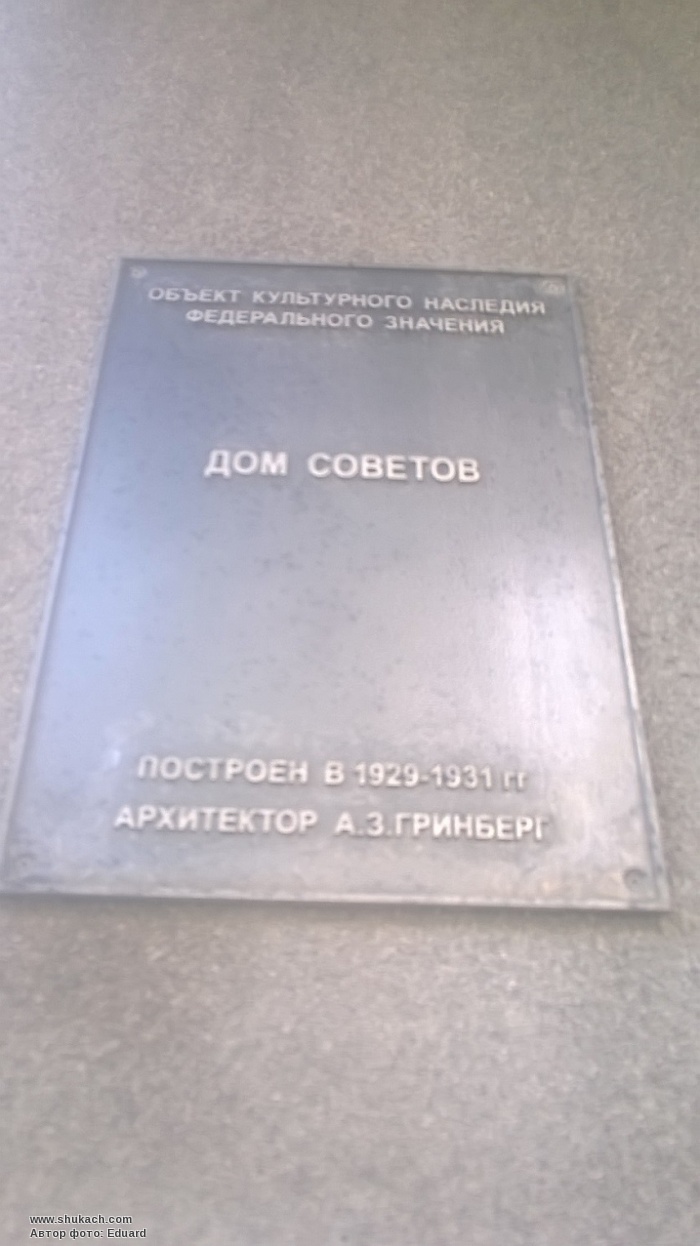 ОБЪЕКТ КУЛЬТУРНОГО НАСЛЕДИЯ
ФЕДЕРАЛЬНОГО ЗНАЧЕНИЯ
ДОМ СОВЕТОВ
ПОСТРОЕН В 1929-1931 гг
АРХИТЕКТОР А.З.ГРИНБЕРГ
www.shukach.com
Автор фото: Eduard